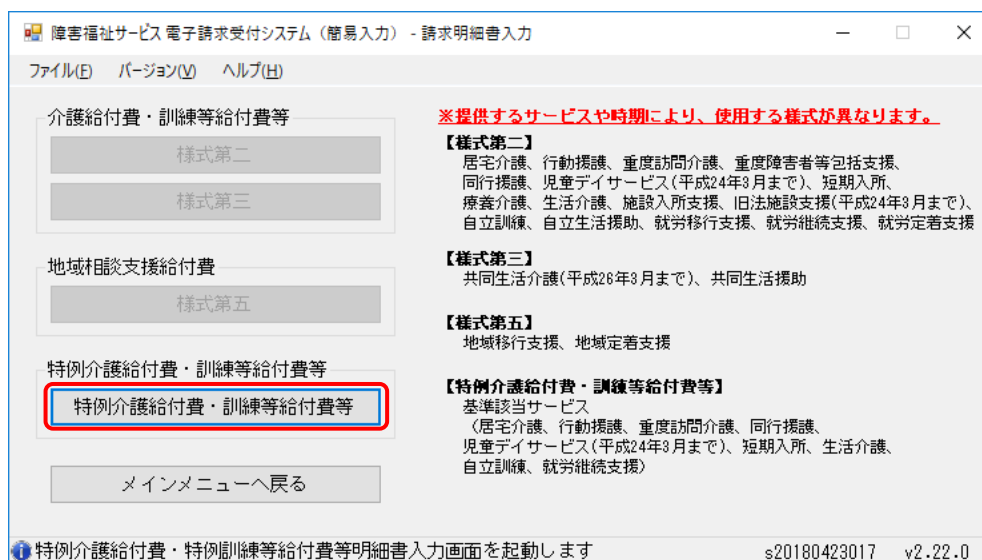 障害福祉サービス 電子請求受付システム（簡易入力） - 請求明細書入力
ファイル(F) バージョン(V) ヘルプ(H)
介護給付費・訓練等給付費等
様式第二
様式第三
地域相談支援給付費
様式第五
特例介護給付費・訓練等給付費等
特例介護給付費・訓練等給付費等
メインメニューへ戻る
※提供するサービスや時期により、使用する様式が異なります。
【様式第二】
居宅介護、行動援護、重度訪問介護、重度障害者等包括支援、
同行援護、児童デイサービス(平成24年3月まで)、短期入所、
療養介護、生活介護、施設入所支援、旧法施設支援(平成24年3月まで)、
自立訓練、自立生活援助、就労移行支援、就労継続支援、就労定着支援
【様式第三】
共同生活介護(平成26年3月まで)、共同生活援助
【様式第五】
地域移行支援、地域定着支援
【特例介護給付費・訓練等給付費等】
基準該当サービス
（居宅介護、行動援護、重度訪問介護、同行援護、
児童デイサービス(平成24年3月まで)、短期入所、生活介護、
自立訓練、就労継続支援）
特例介護給付費・特例訓練等給付費等明細書入力画面を起動します
s20180423017 v2.22.0